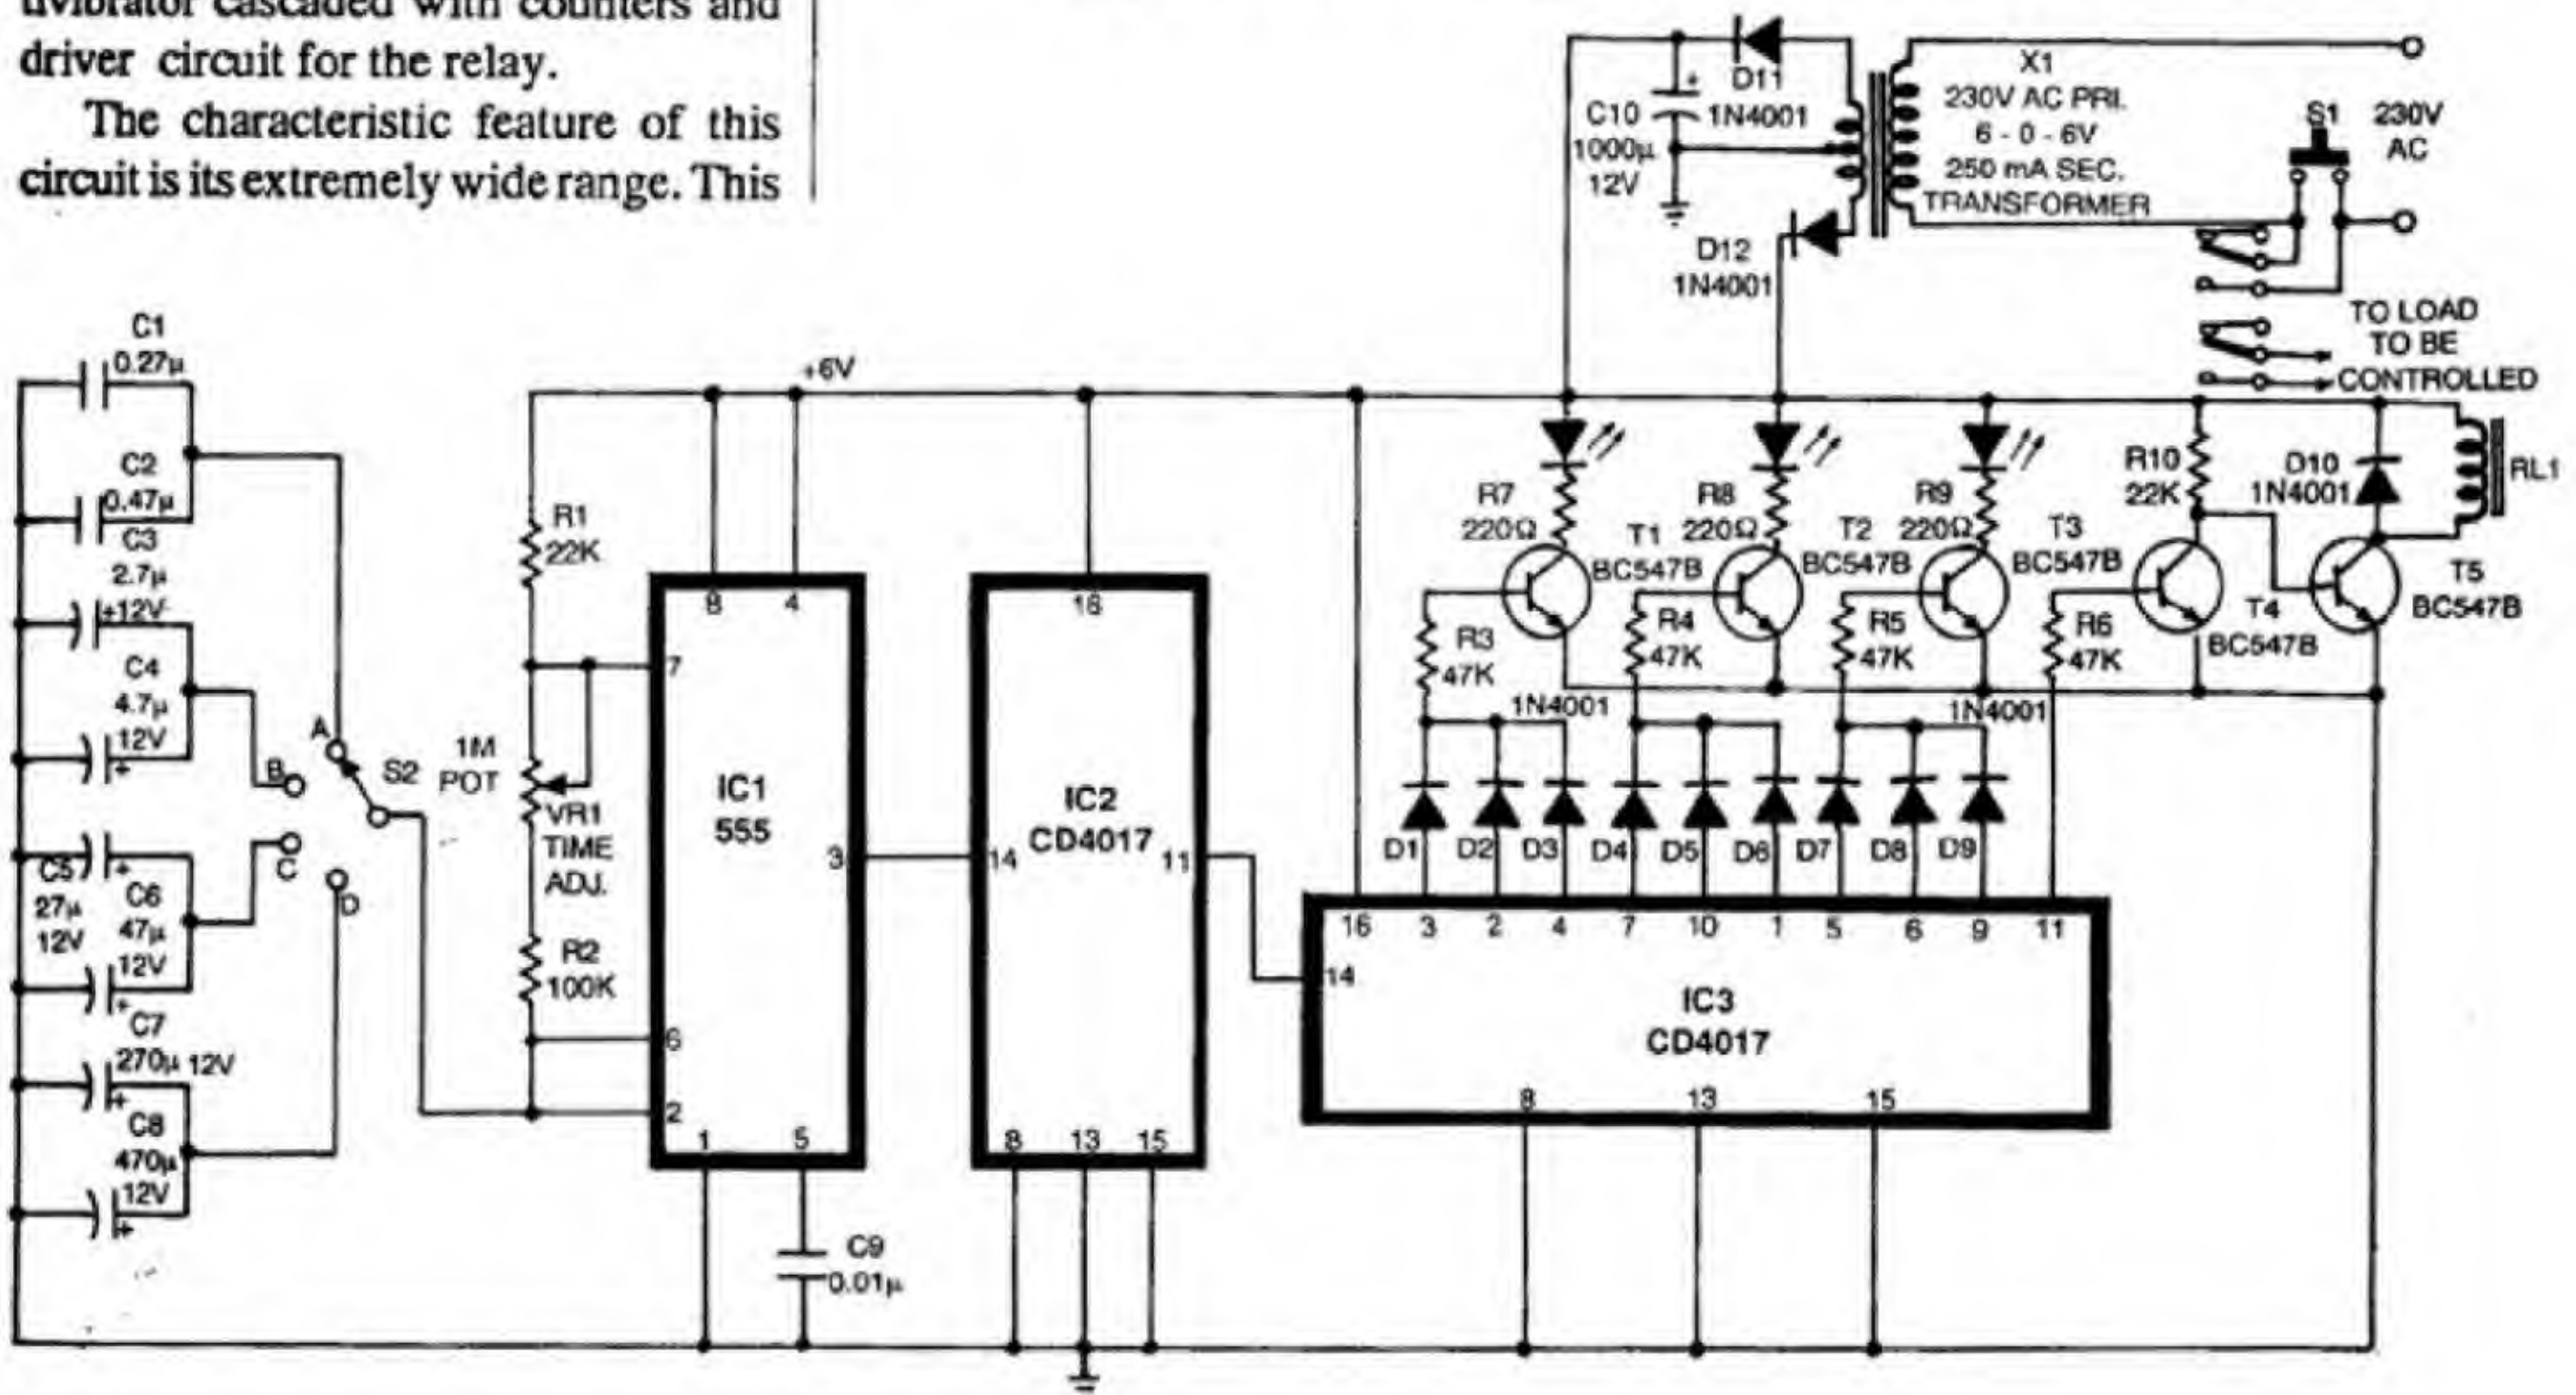 tivibrator cascaded with counters and
driver circuit for the relay.
The characteristic feature of this
circuit is its extremely wide range. This
D11
1N4001
C10
1000µ
12V
+
X1
230V AC PRI.
6 - 0 - 6V
250 mA SEC.
TRANSFORMER
S1
230V
AC
D12
1N4001
TO LOAD
TO BE
CONTROLLED
C1
0.27µ
C2
0.47µ
C3
2.7µ
+12V
C4
4.7µ
12V
+
C5
27µ
12V
+
C6
47µ
12V
+
C7
270µ 12V
+
C8
470µ
12V
+
A
B
C
D
S2
+6V
R1
22K
1M
POT
VR1
TIME
ADJ.
R2
100K
8
4
7
IC1
555
3
6
2
1
5
C9
0.01µ
16
14
IC2
CD4017
11
8
13
15
R7
220Ω
T1
BC547B
R8
220Ω
T2
BC547B
R9
220Ω
T3
BC547B
R10
22K
D10
1N4001
RL1
T4
BC547B
T5
BC547B
R3
47K
R4
47K
R5
47K
R6
47K
1N4001
1N4001
D1
D2
D3
D4
D5
D6
D7
D8
D9
16
3
2
4
7
10
1
5
6
9
11
14
IC3
CD4017
8
13
15